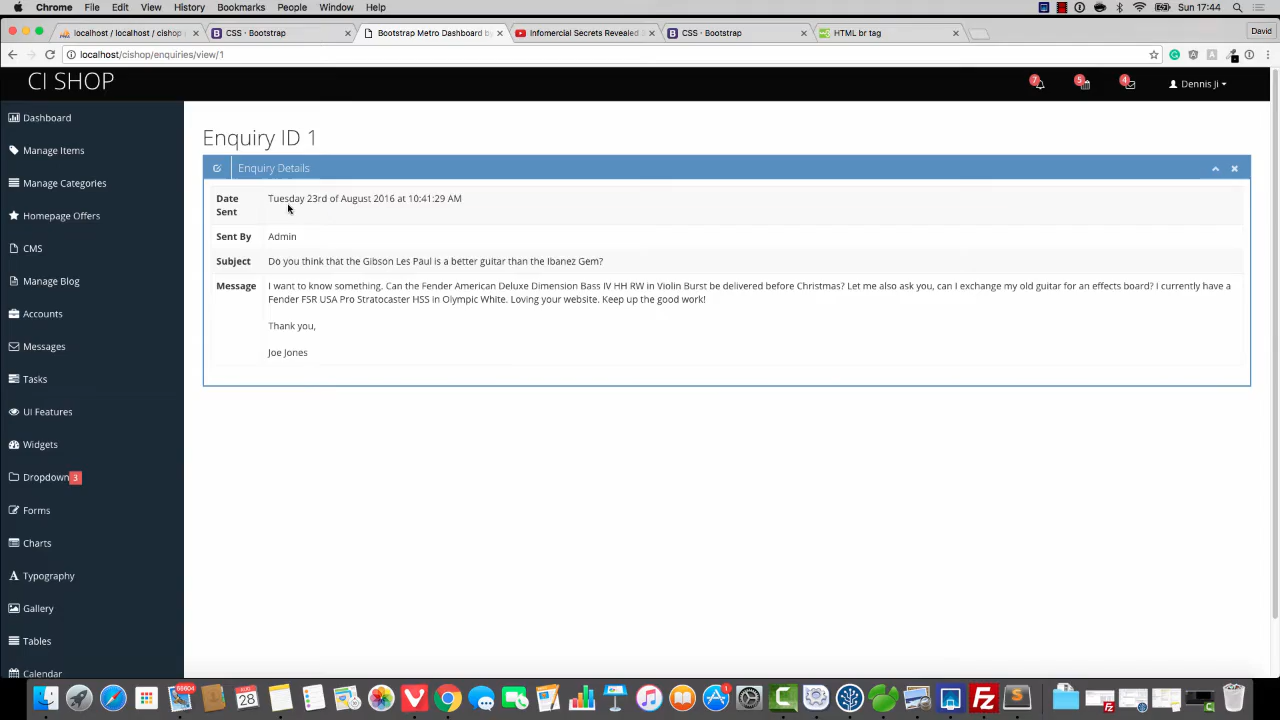 Chrome File Edit View History Bookmarks People Window Help Sun 17:44
localhost / localhost / cishop CSS · Bootstrap Bootstrap Metro Dashboard by Infomercial Secrets Revealed CSS · Bootstrap HTML br tag David
localhost/cishop/enquiries/view/1
CI SHOP
7 5 4 Dennis Ji
Dashboard
Manage Items
Manage Categories
Homepage Offers
CMS
Manage Blog
Accounts
Messages
Tasks
UI Features
Widgets
Dropdown 3
Forms
Charts
Typography
Gallery
Tables
Calendar
Enquiry ID 1
Enquiry Details
Date Sent Tuesday 23rd of August 2016 at 10:41:29 AM
Sent By Admin
Subject Do you think that the Gibson Les Paul is a better guitar than the Ibanez Gem?
Message I want to know something. Can the Fender American Deluxe Dimension Bass IV HH RW in Violin Burst be delivered before Christmas? Let me also ask you, can I exchange my old guitar for an effects board? I currently have a
Fender FSR USA Pro Stratocaster HSS in Olympic White. Loving your website. Keep up the good work!
Thank you,
Joe Jones
28